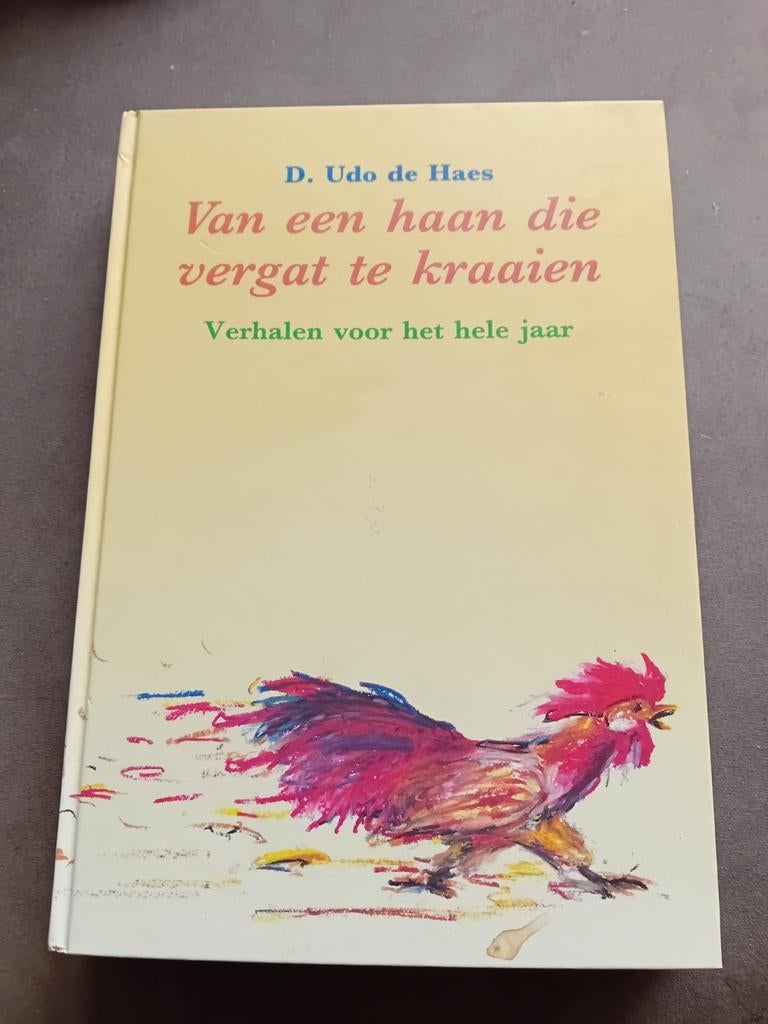 D. Udo de Haes
Van een haan die
vergat te kraaien
Verhalen voor het hele jaar